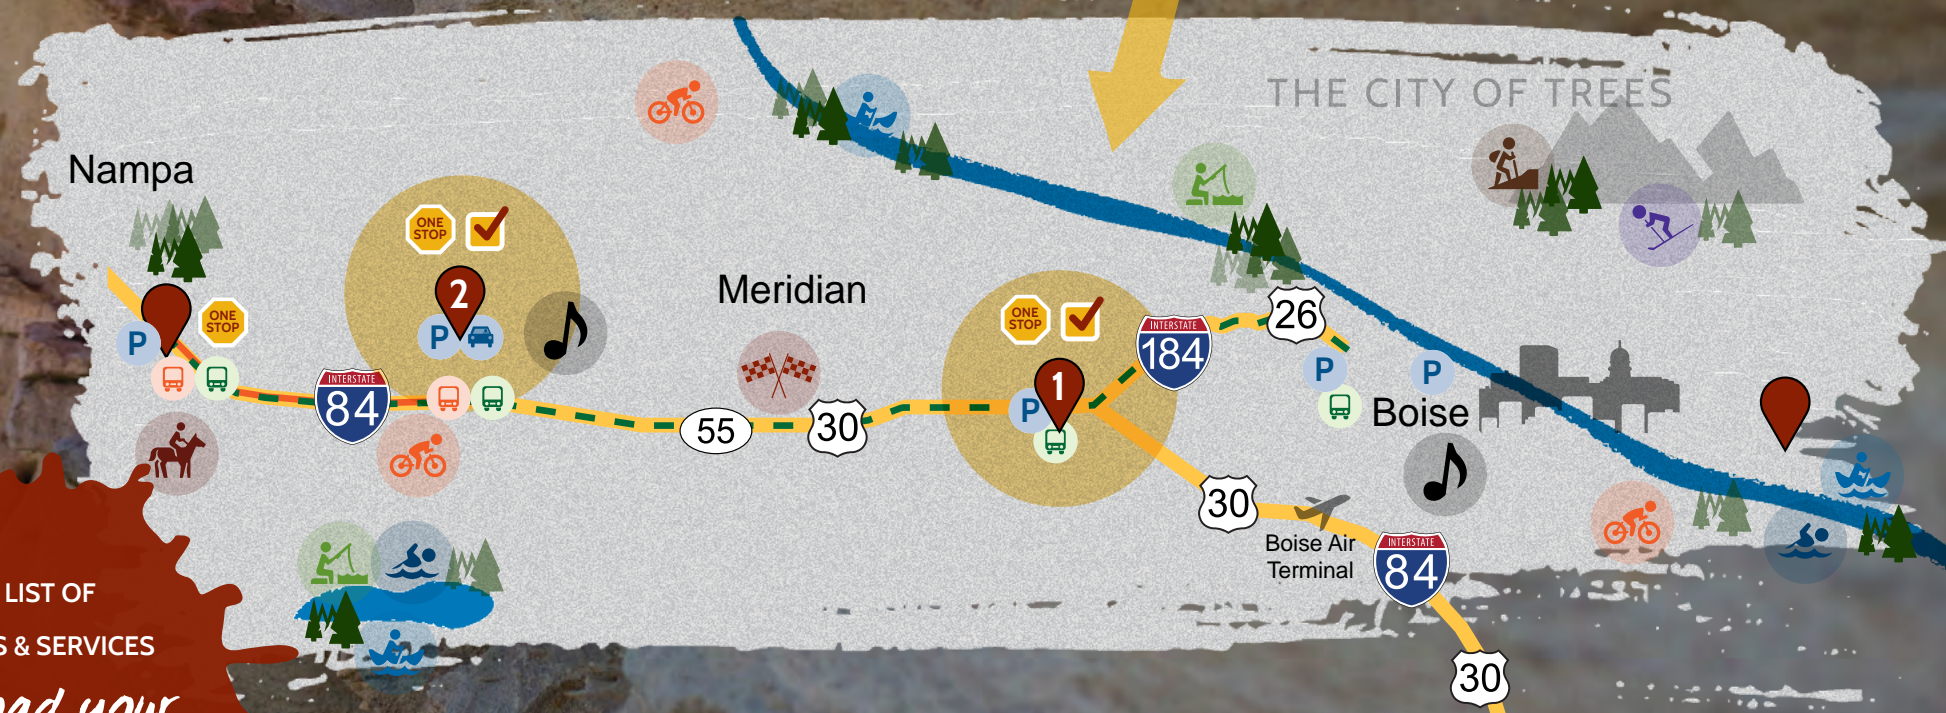 THE CITY OF TREES
Nampa
ONE
STOP
2
P
Meridian
ONE
STOP
P
ONE
STOP
1
P
INTERSTATE
184
26
P
P
Boise
INTERSTATE
84
55
30
30
Boise Air
Terminal
INTERSTATE
84
30
LIST OF
& SERVICES
your